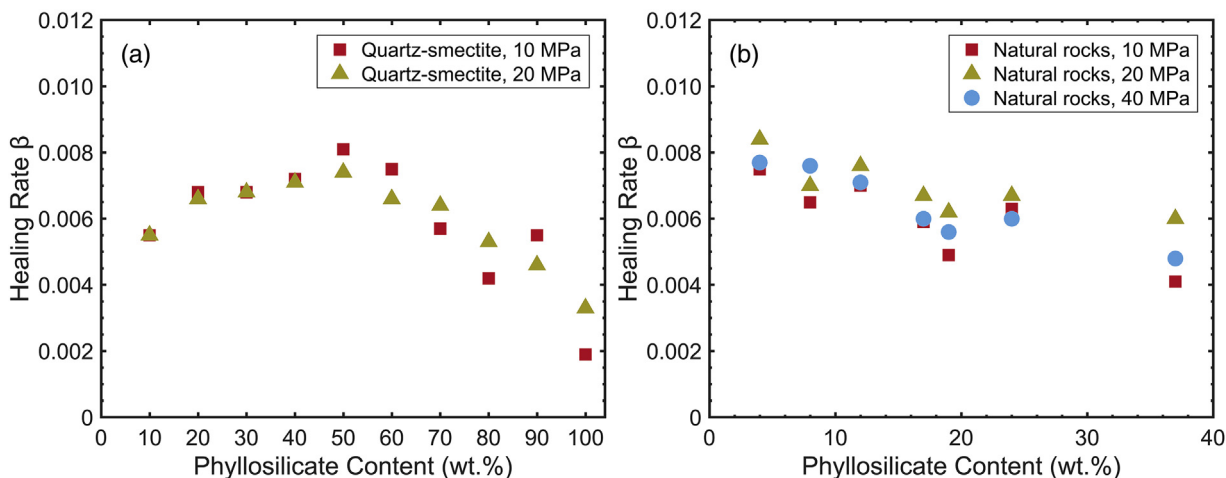 (a)
Quartz-smectite, 10 MPa
Quartz-smectite, 20 MPa
0.012
0.010
0.008
0.006
0.004
0.002
0
Healing Rate β
0 10 20 30 40 50 60 70 80 90 100
Phyllosilicate Content (wt.%)
(b)
Natural rocks, 10 MPa
Natural rocks, 20 MPa
Natural rocks, 40 MPa
0.012
0.010
0.008
0.006
0.004
0.002
0
Healing Rate β
0 10 20 30 40
Phyllosilicate Content (wt.%)